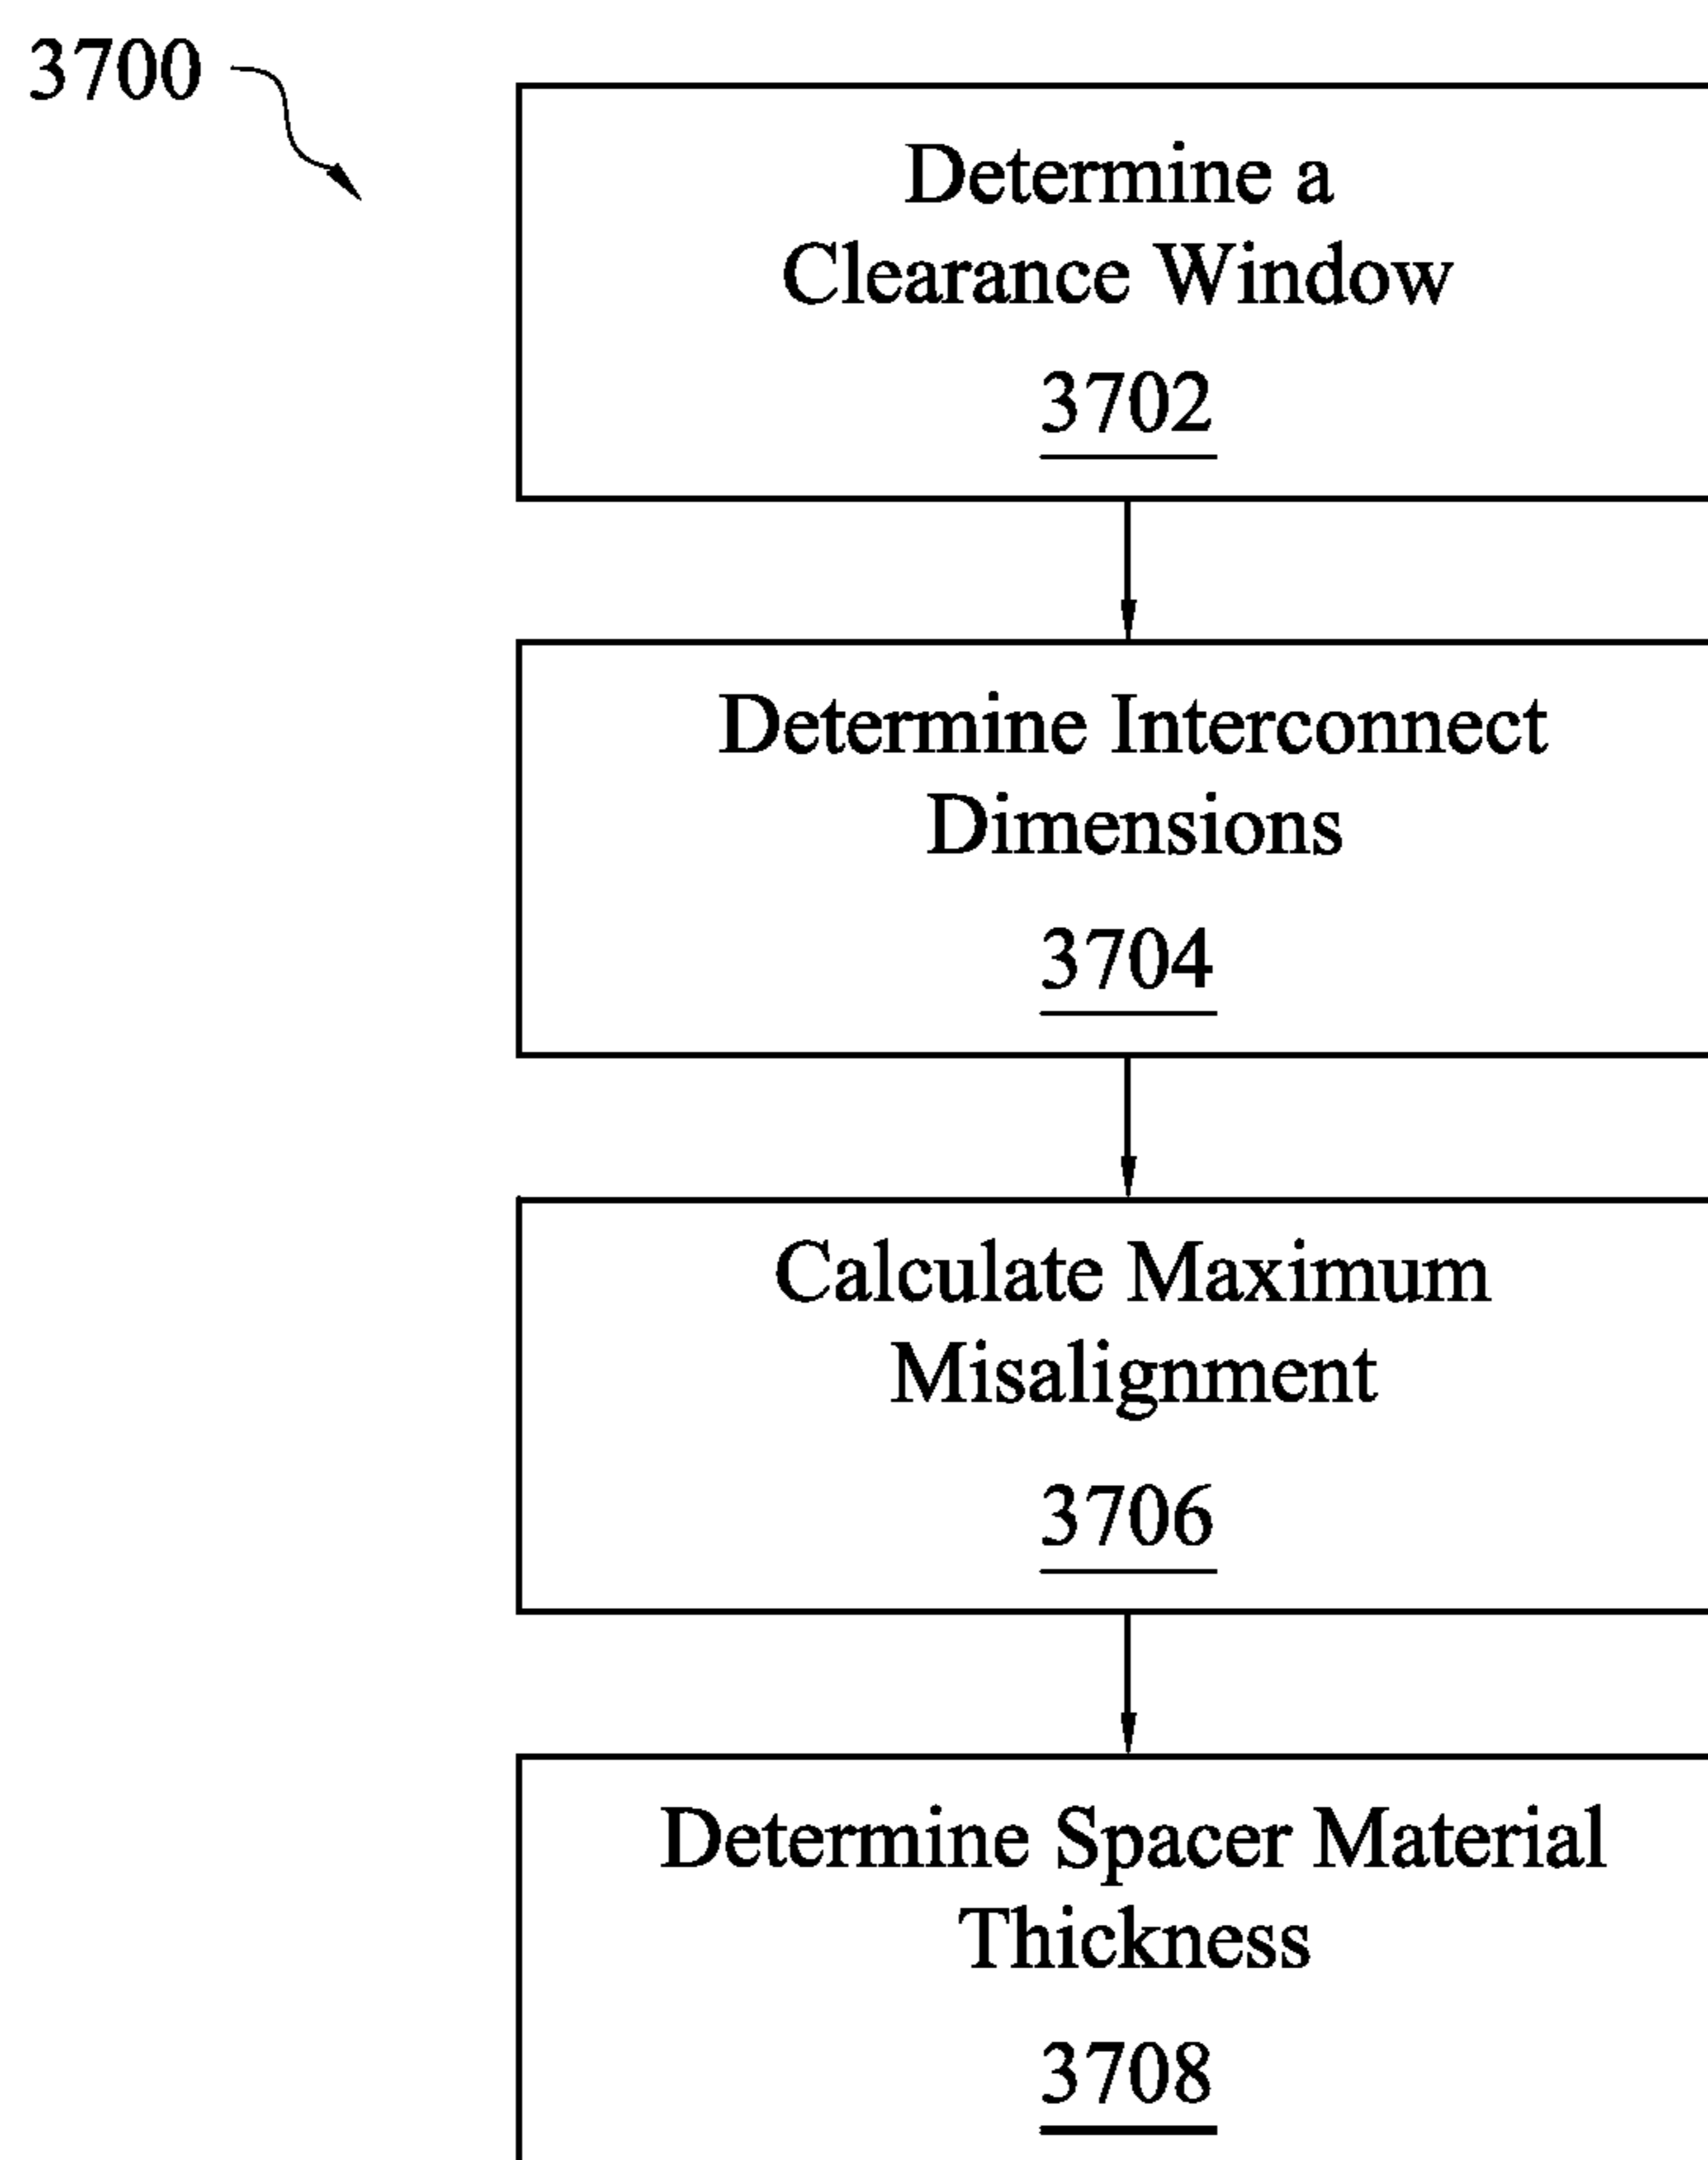 3700
Determine a
Clearance Window
3702
Determine Interconnect
Dimensions
3704
Calculate Maximum
Misalignment
3706
Determine Spacer Material
Thickness
3708